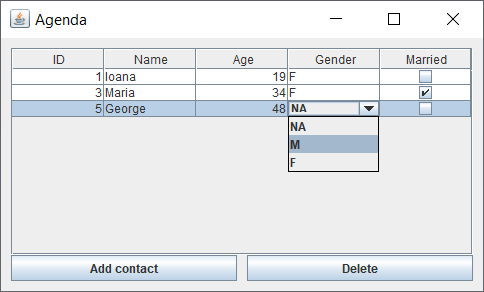 Agenda
ID Name Age Gender Married
1 Ioana 19 F
3 Maria 34 F
5 George 48 NA
NA
M
F
Add contact Delete